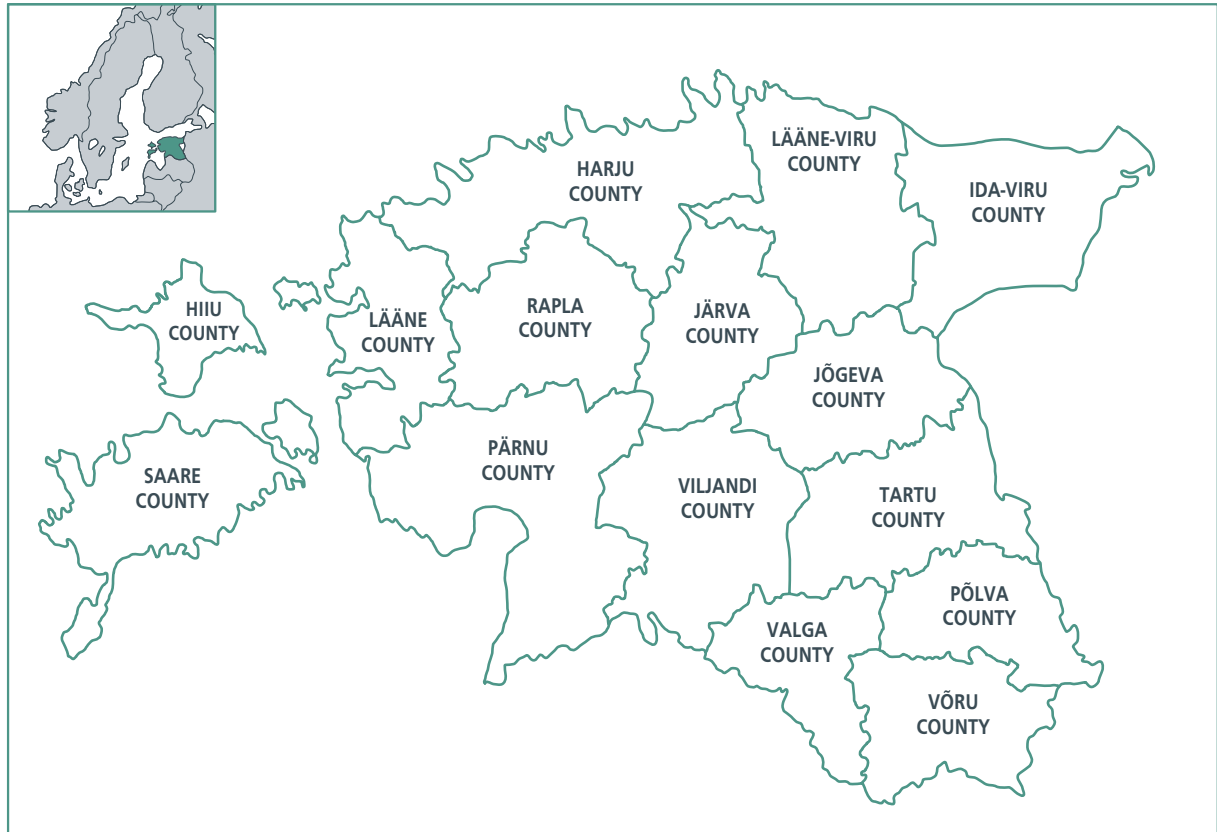 LÄÄNE-VIRU
COUNTY
HARJU
COUNTY
IDA-VIRU
COUNTY
HIIU
COUNTY
LÄÄNE
COUNTY
RAPLA
COUNTY
JÄRVA
COUNTY
JÕGEVA
COUNTY
PÄRNU
COUNTY
SAARE
COUNTY
VILJANDI
COUNTY
TARTU
COUNTY
PÕLVA
COUNTY
VALGA
COUNTY
VÕRU
COUNTY